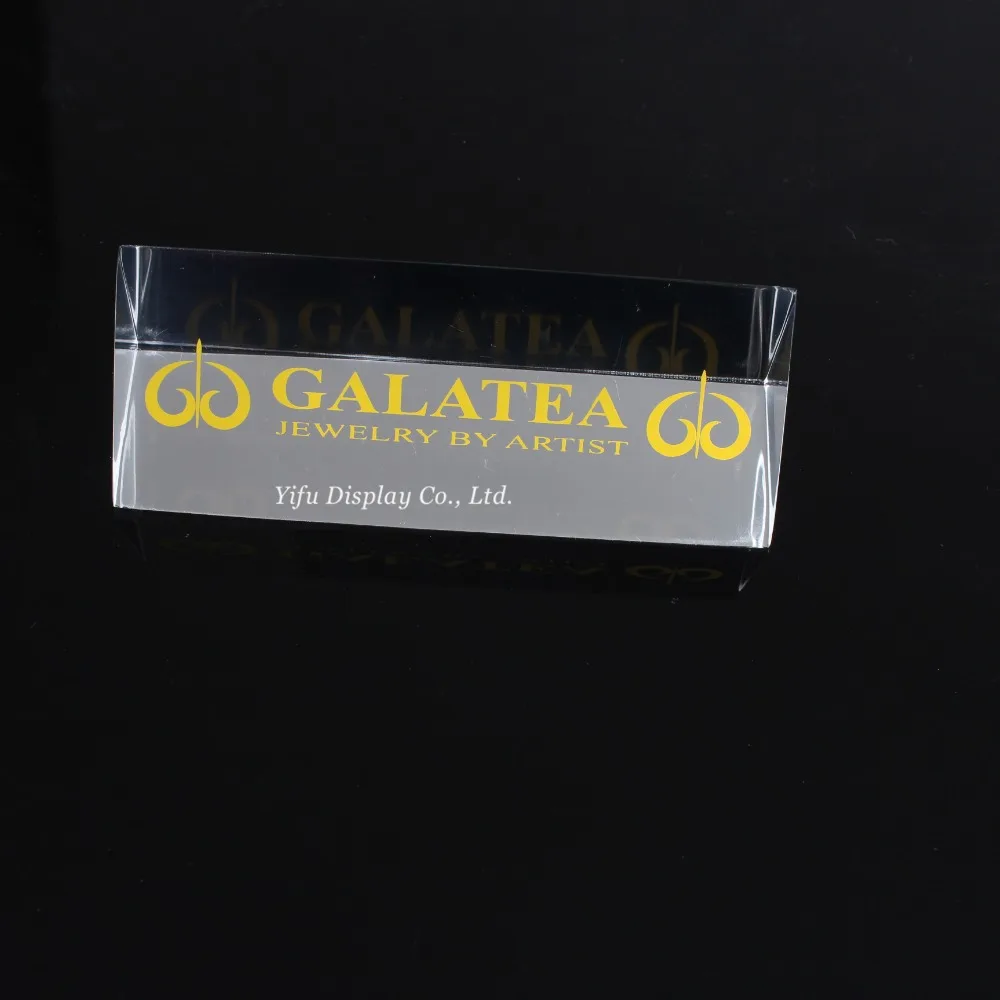 GALATEA
JEWELRY BY ARTIST
Yifu Display Co., Ltd.